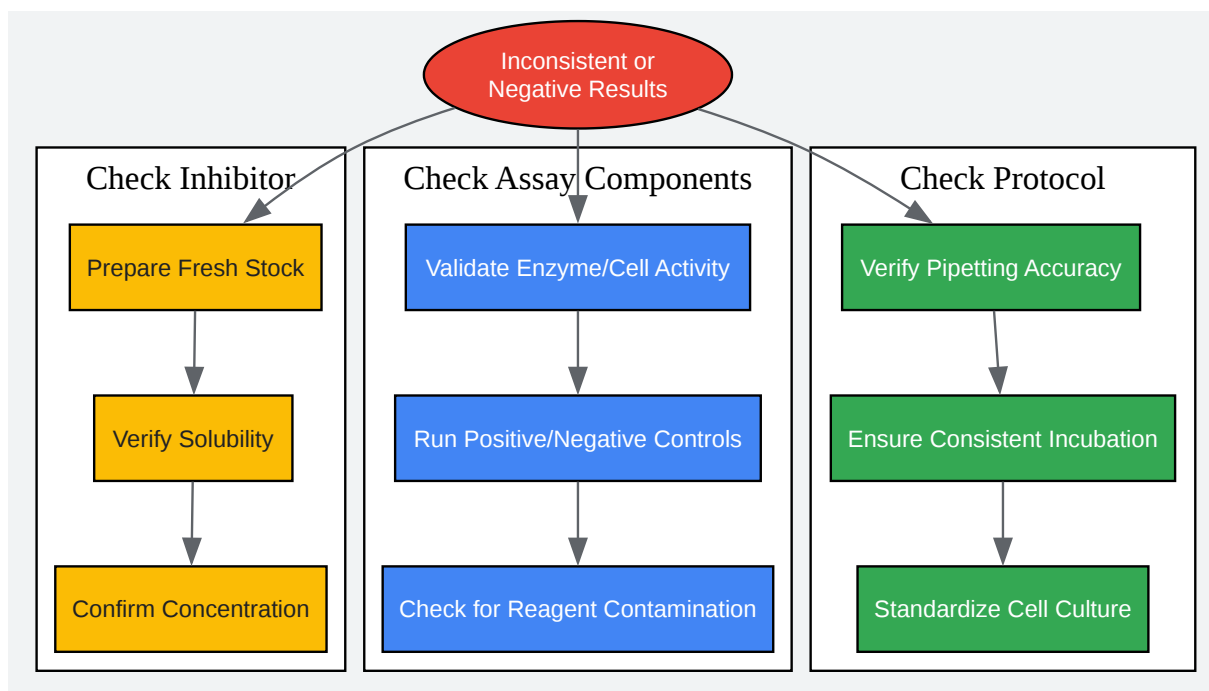 Inconsistent or
Negative Results
Check Inhibitor
Prepare Fresh Stock
Verify Solubility
Confirm Concentration
Check Assay Components
Validate Enzyme/Cell Activity
Run Positive/Negative Controls
Check for Reagent Contamination
Check Protocol
Verify Pipetting Accuracy
Ensure Consistent Incubation
Standardize Cell Culture